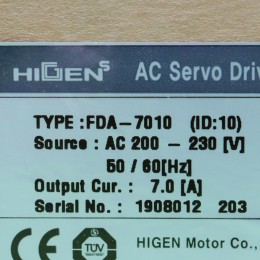 HIGEN S AC Servo Driv
TYPE : FDA-7010 (ID:10)
Source : AC 200 - 230 [V]
50 / 60[Hz]
Output Cur. : 7.0 [A]
Serial No. : 1908012 203
CE TÜV HIGEN Motor Co.,